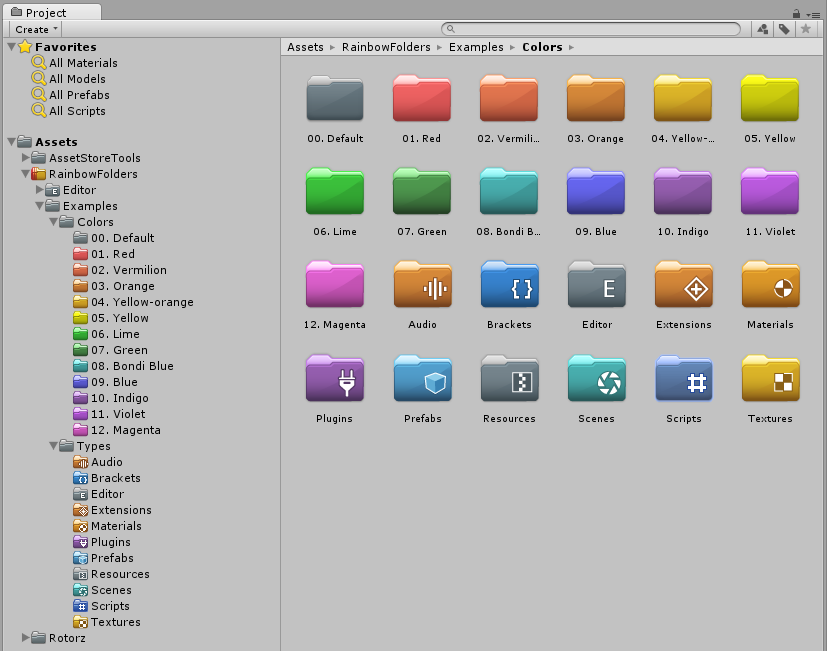 Project
Create
Favorites
All Materials
All Models
All Prefabs
All Scripts
Assets
AssetStoreTools
RainbowFolders
Editor
Examples
Colors
00. Default
01. Red
02. Vermilion
03. Orange
04. Yellow-orange
05. Yellow
06. Lime
07. Green
08. Bondi Blue
09. Blue
10. Indigo
11. Violet
12. Magenta
Types
Audio
Brackets
Editor
Extensions
Materials
Plugins
Prefabs
Resources
Scenes
Scripts
Textures
Rotorz
Assets RainbowFolders Examples Colors
00. Default 01. Red 02. Vermili... 03. Orange 04. Yellow-... 05. Yellow
06. Lime 07. Green 08. Bondi B... 09. Blue 10. Indigo 11. Violet
{} E
12. Magenta Audio Brackets Editor Extensions Materials
#
Plugins Prefabs Resources Scenes Scripts Textures